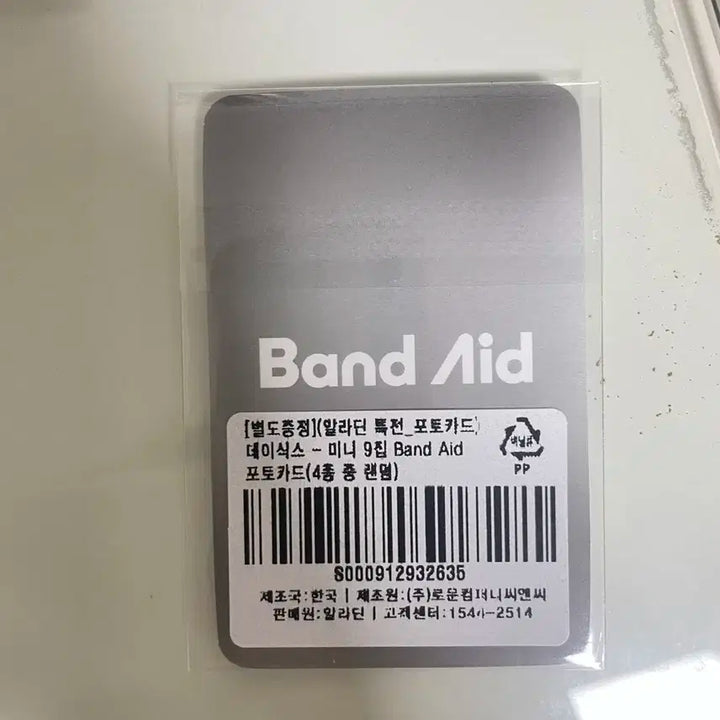 Band Aid
[별도증정](알라딘 특전_포토카드)
데이식스 - 미니 9집 Band Aid
포토카드(4종 중 랜덤)
비닐류
PP
S000912932635
제조국:한국 | 제조원:(주)로운컴퍼니씨앤씨
판매원:알라딘 | 고객센터:1544-2514